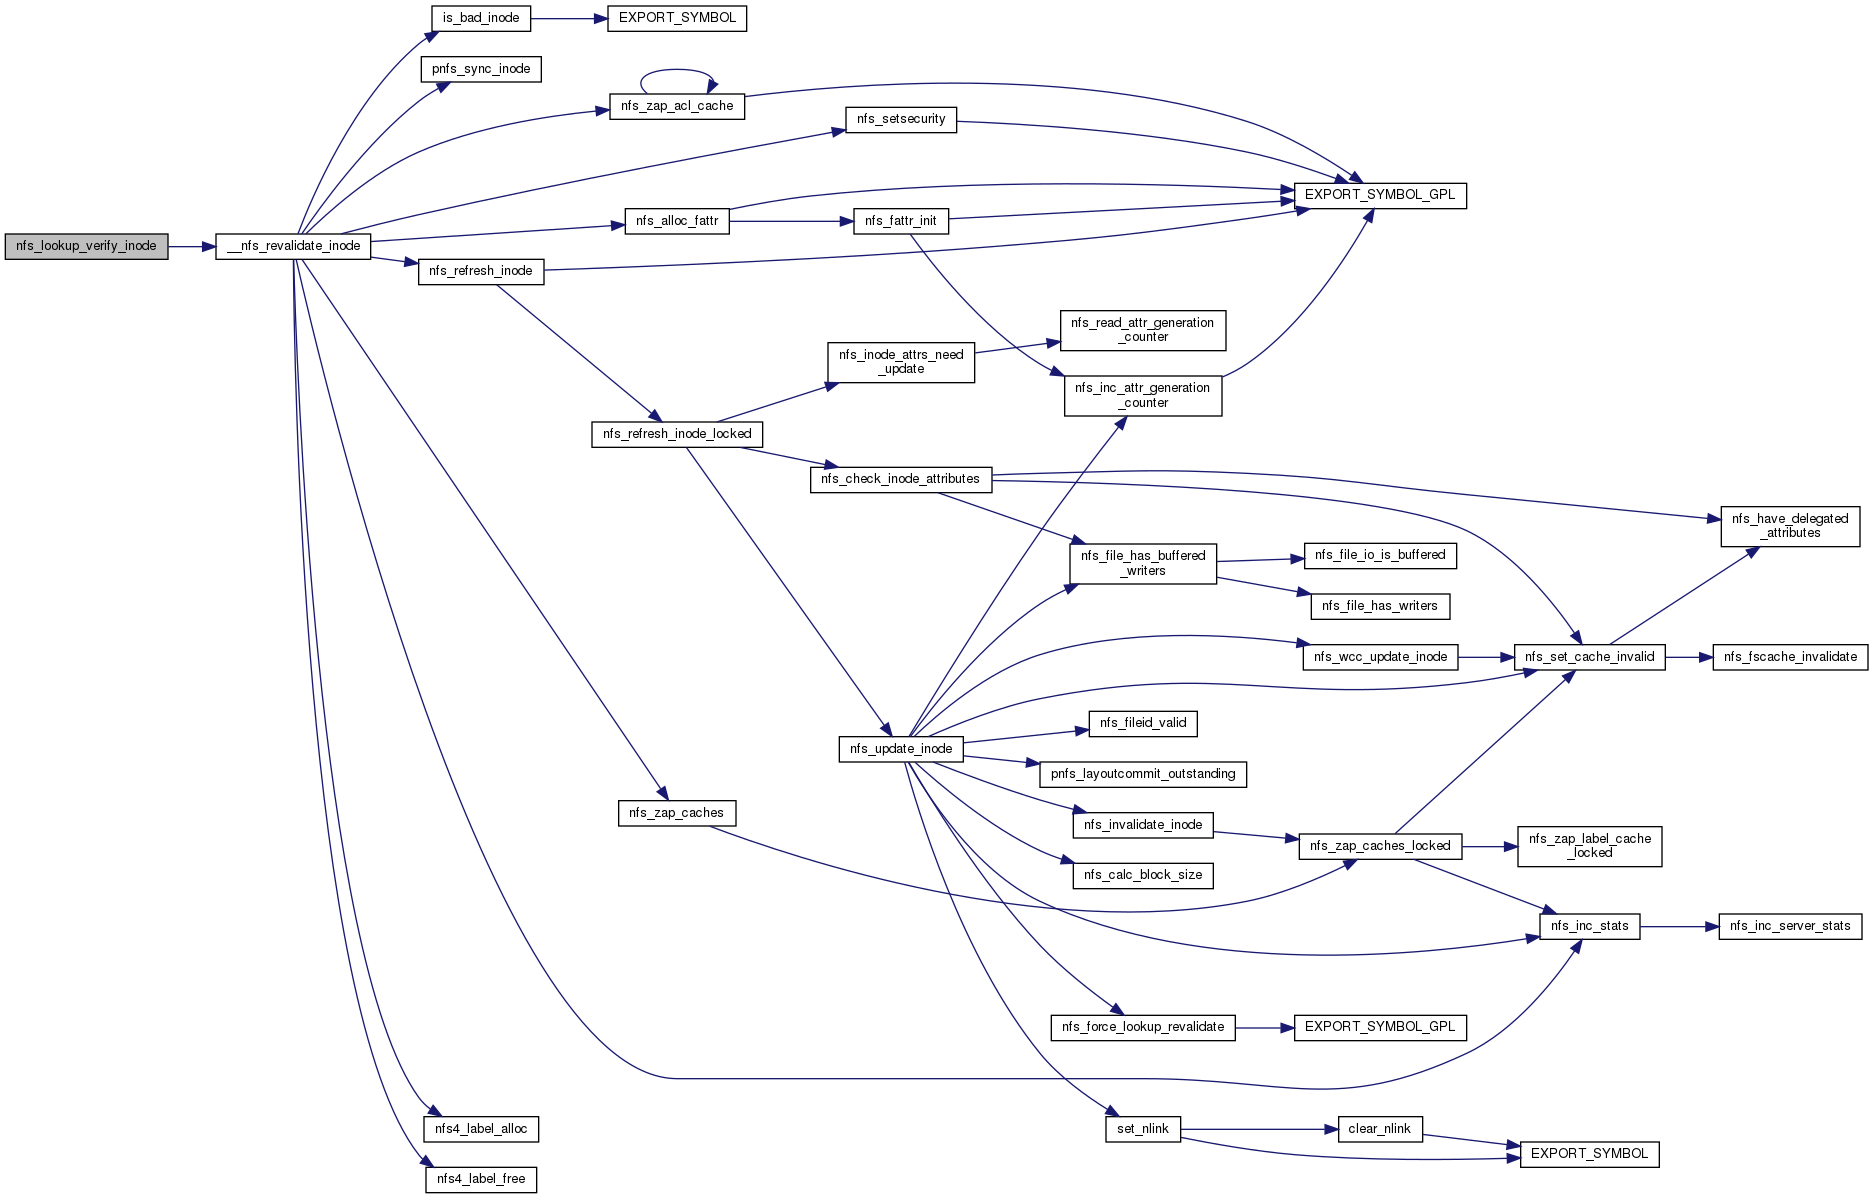 is_bad_inode
EXPORT_SYMBOL
pnfs_sync_inode
nfs_zap_acl_cache
nfs_setsecurity
EXPORT_SYMBOL_GPL
nfs_alloc_fattr
nfs_fattr_init
nfs_lookup_verify_inode
__nfs_revalidate_inode
nfs_refresh_inode
nfs_read_attr_generation
_counter
nfs_inode_attrs_need
_update
nfs_inc_attr_generation
_counter
nfs_refresh_inode_locked
nfs_check_inode_attributes
nfs_have_delegated
_attributes
nfs_file_has_buffered
_writers
nfs_file_io_is_buffered
nfs_file_has_writers
nfs_wcc_update_inode
nfs_set_cache_invalid
nfs_fscache_invalidate
nfs_fileid_valid
nfs_update_inode
pnfs_layoutcommit_outstanding
nfs_zap_caches
nfs_invalidate_inode
nfs_zap_caches_locked
nfs_zap_label_cache
_locked
nfs_calc_block_size
nfs_inc_stats
nfs_inc_server_stats
nfs_force_lookup_revalidate
EXPORT_SYMBOL_GPL
nfs4_label_alloc
set_nlink
clear_nlink
EXPORT_SYMBOL
nfs4_label_free